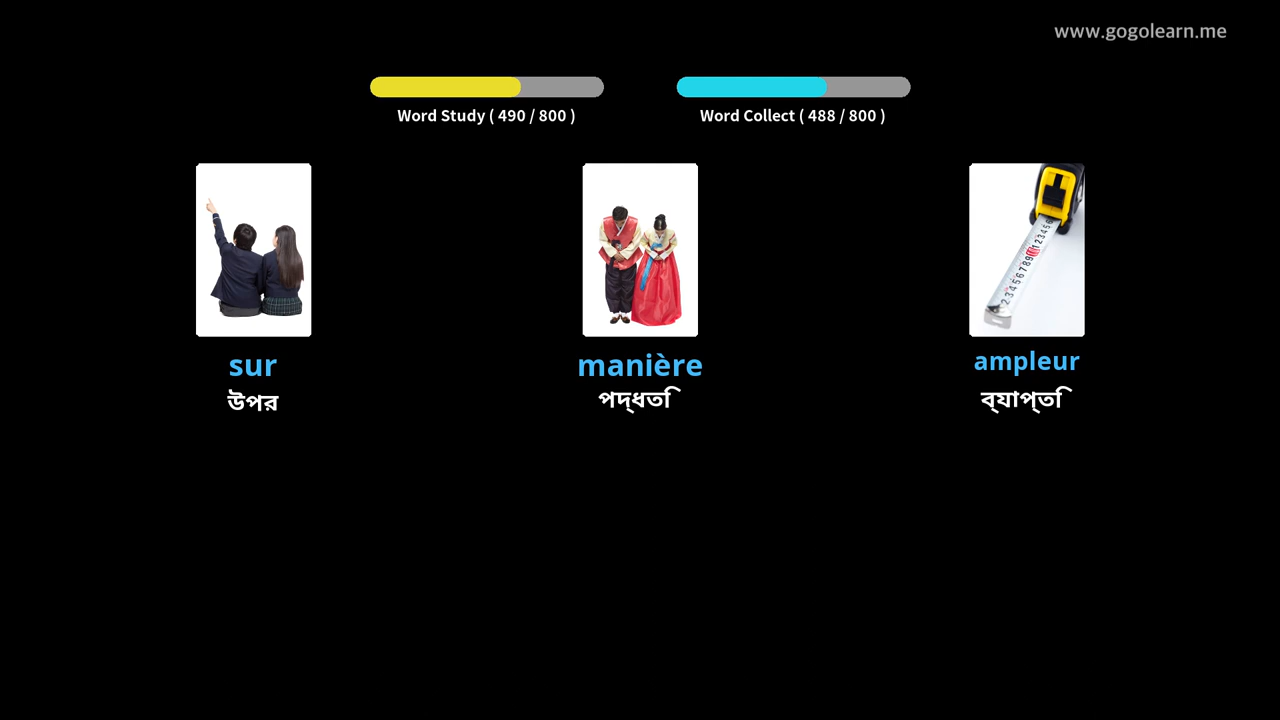 www.gogolearn.me
Word Study ( 490 / 800 )
Word Collect ( 488 / 800 )
sur
manière
ampleur
উপর
পদ্ধতি
ব্যাপ্তি